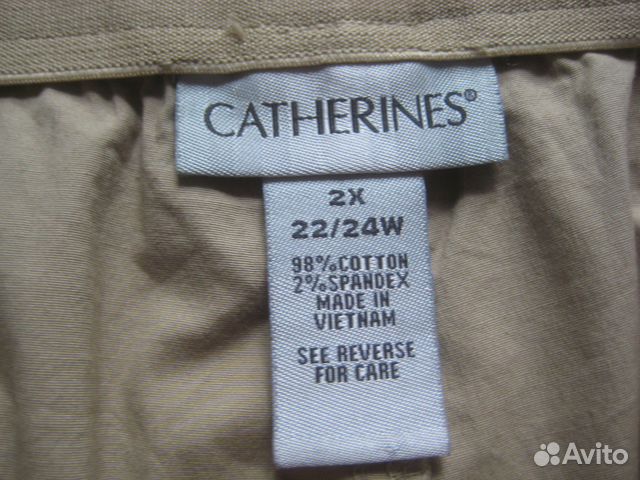 CATHERINES®
2X
22/24W
98%COTTON
2%SPANDEX
MADE IN
VIETNAM
SEE REVERSE
FOR CARE
Avito